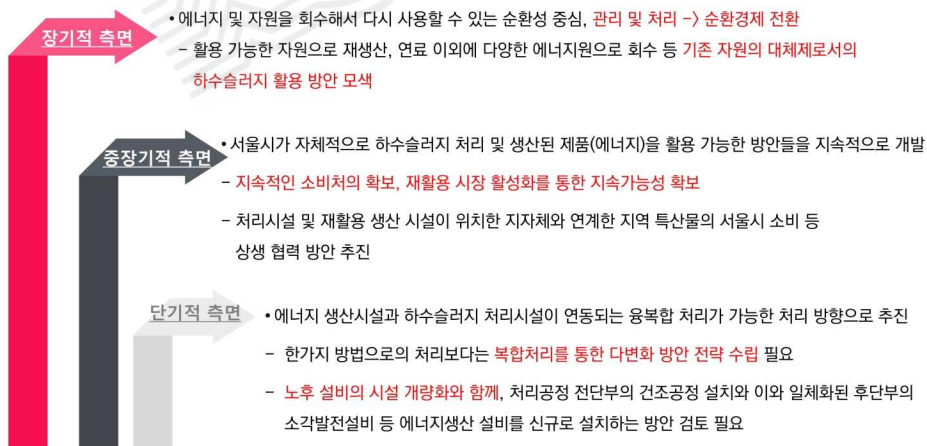 장기적 측면
• 에너지 및 자원을 회수해서 다시 사용할 수 있는 순환성 중심, 관리 및 처리 -> 순환경제 전환
– 활용 가능한 자원으로 재생산, 연료 이외에 다양한 에너지원으로 회수 등 기존 자원의 대체제로서의
하수슬러지 활용 방안 모색
중장기적 측면
• 서울시가 자체적으로 하수슬러지 처리 및 생산된 제품(에너지)을 활용 가능한 방안들을 지속적으로 개발
– 지속적인 소비처의 확보, 재활용 시장 활성화를 통한 지속가능성 확보
– 처리시설 및 재활용 생산 시설이 위치한 지자체와 연계한 지역 특산물의 서울시 소비 등
상생 협력 방안 추진
단기적 측면
• 에너지 생산시설과 하수슬러지 처리시설이 연동되는 융복합 처리가 가능한 처리 방향으로 추진
– 한가지 방법으로의 처리보다는 복합처리를 통한 다변화 방안 전략 수립 필요
– 노후 설비의 시설 개량화와 함께, 처리공정 전단부의 건조공정 설치와 이와 일체화된 후단부의
소각발전설비 등 에너지생산 설비를 신규로 설치하는 방안 검토 필요